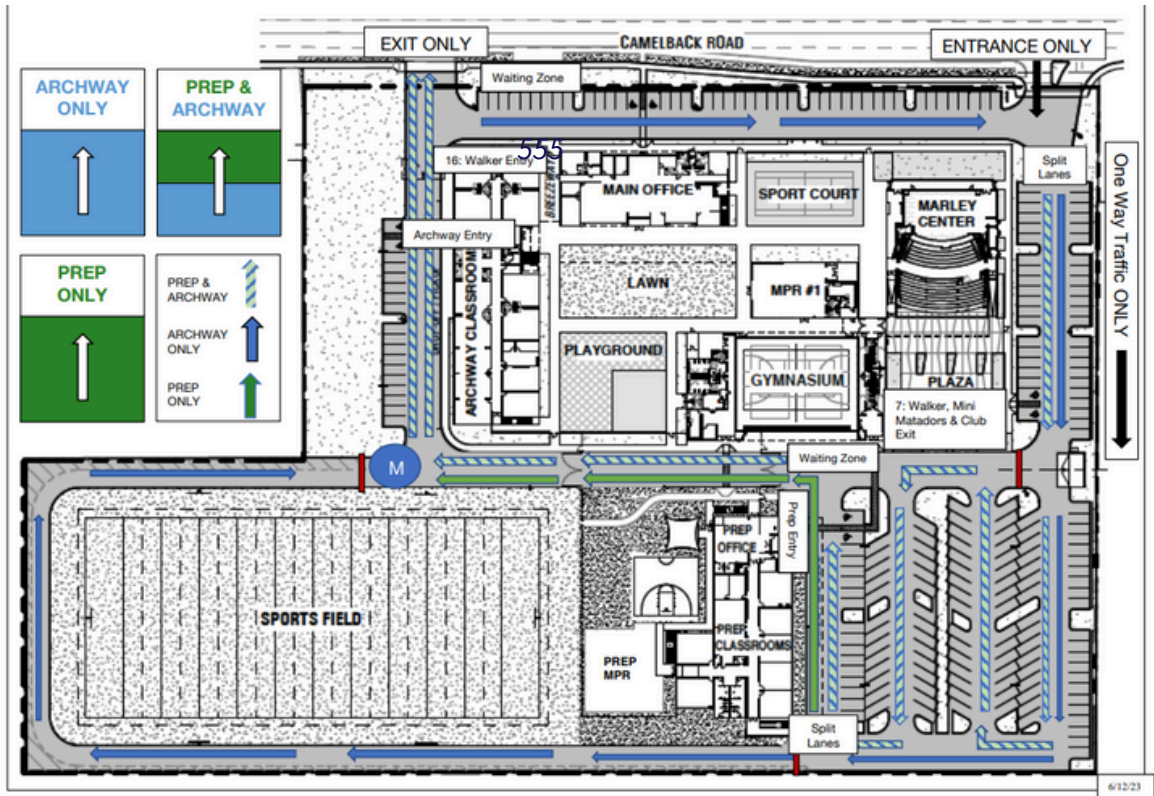 EXIT ONLY
CAMELBACK ROAD
ENTRANCE ONLY
ARCHWAY
ONLY
PREP &
ARCHWAY
PREP
ONLY
PREP &
ARCHWAY
ARCHWAY
ONLY
PREP
ONLY
Waiting Zone
555
16: Walker Entry
BREEZEWAY
MAIN OFFICE
SPORT COURT
MARLEY
CENTER
Split
Lanes
One Way Traffic ONLY
Archway Entry
ARCHWAY CLASSROOM
LAWN
MPR #1
PLAYGROUND
GYMNASIUM
PLAZA
7: Walker, Mini
Matadors & Club
Exit
M
Waiting Zone
Prep Entry
PREP
OFFICE
SPORTS FIELD
PREP
CLASSROOMS
PREP
MPR
Split
Lanes
6/12/23